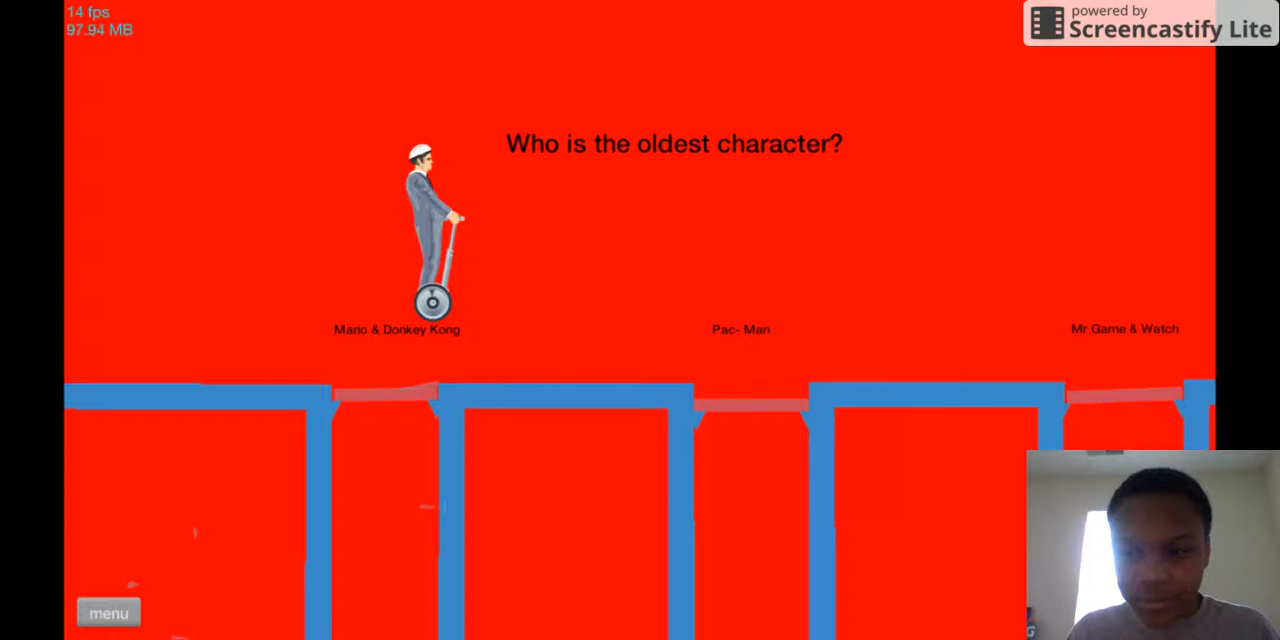 14 fps
97.94 MB
powered by
Screencastify Lite
Who is the oldest character?
Mario & Donkey Kong
Pac- Man
Mr Game & Watch
menu